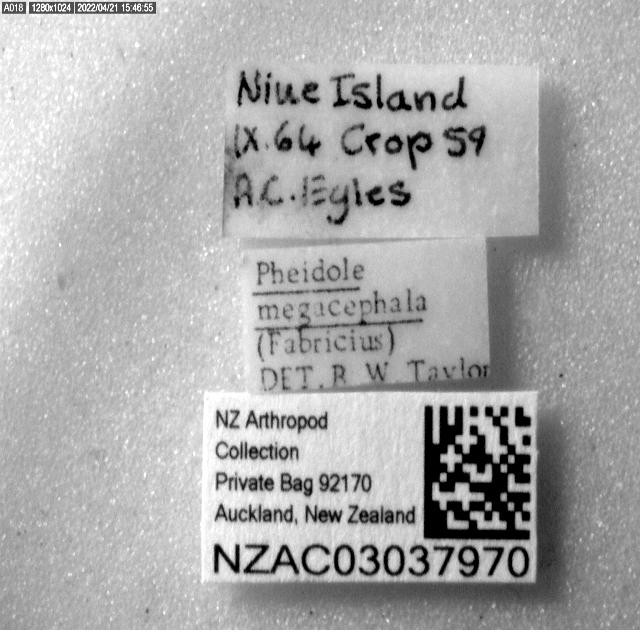 A018 1280x1024 2022/04/21 15:46:55
Niue Island
IX.64 Crop 59
A.C. Eyles
Pheidole
megacephala
(Fabricius)
DET. R W Taylor
NZ Arthropod
Collection
Private Bag 92170
Auckland, New Zealand
NZAC03037970